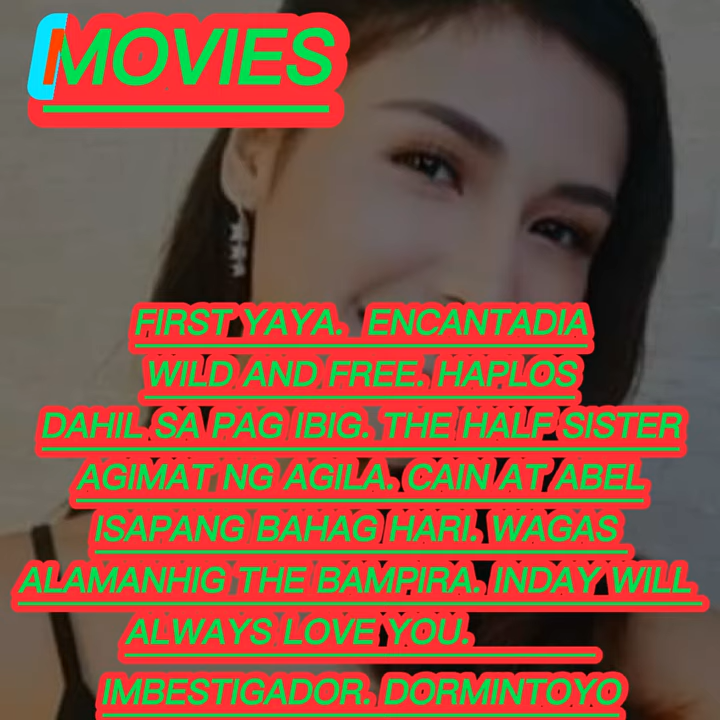 MOVIES
FIRST YAYA. ENCANTADIA
WILD AND FREE. HAPLOS
DAHIL SA PAG IBIG. THE HALF SISTER
AGIMAT NG AGILA. CAIN AT ABEL
ISAPANG BAHAG HARI. WAGAS
ALAMANHIG THE BAMPIRA. INDAY WILL
ALWAYS LOVE YOU.
IMBESTIGADOR. DORMINTOYO